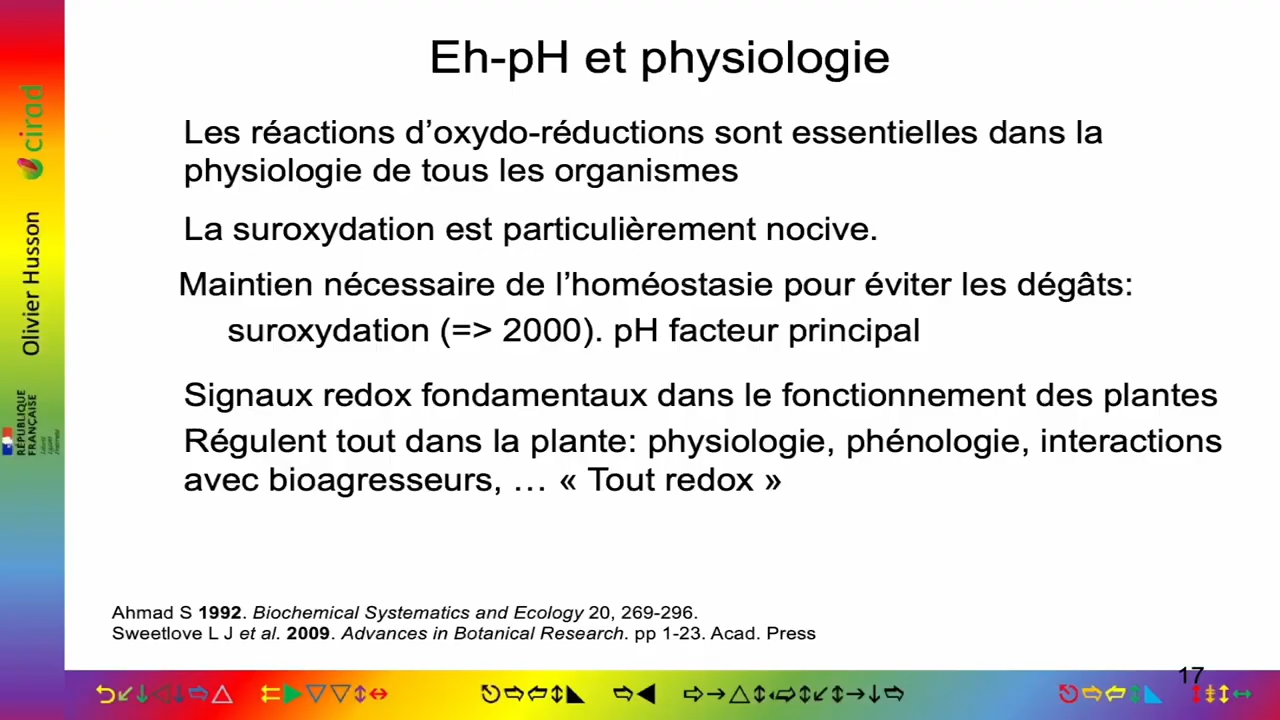 Eh-pH et physiologie
Les réactions d’oxydo-réductions sont essentielles dans la
physiologie de tous les organismes
La suroxydation est particulièrement nocive.
Maintien nécessaire de l’homéostasie pour éviter les dégâts:
suroxydation (=> 2000). pH facteur principal
Signaux redox fondamentaux dans le fonctionnement des plantes
Régulent tout dans la plante: physiologie, phénologie, interactions
avec bioagresseurs, … « Tout redox »
Ahmad S 1992. Biochemical Systematics and Ecology 20, 269-296.
Sweetlove L J et al. 2009. Advances in Botanical Research. pp 1-23. Acad. Press
17
cirad
Olivier Husson
RÉPUBLIQUE
FRANÇAISE